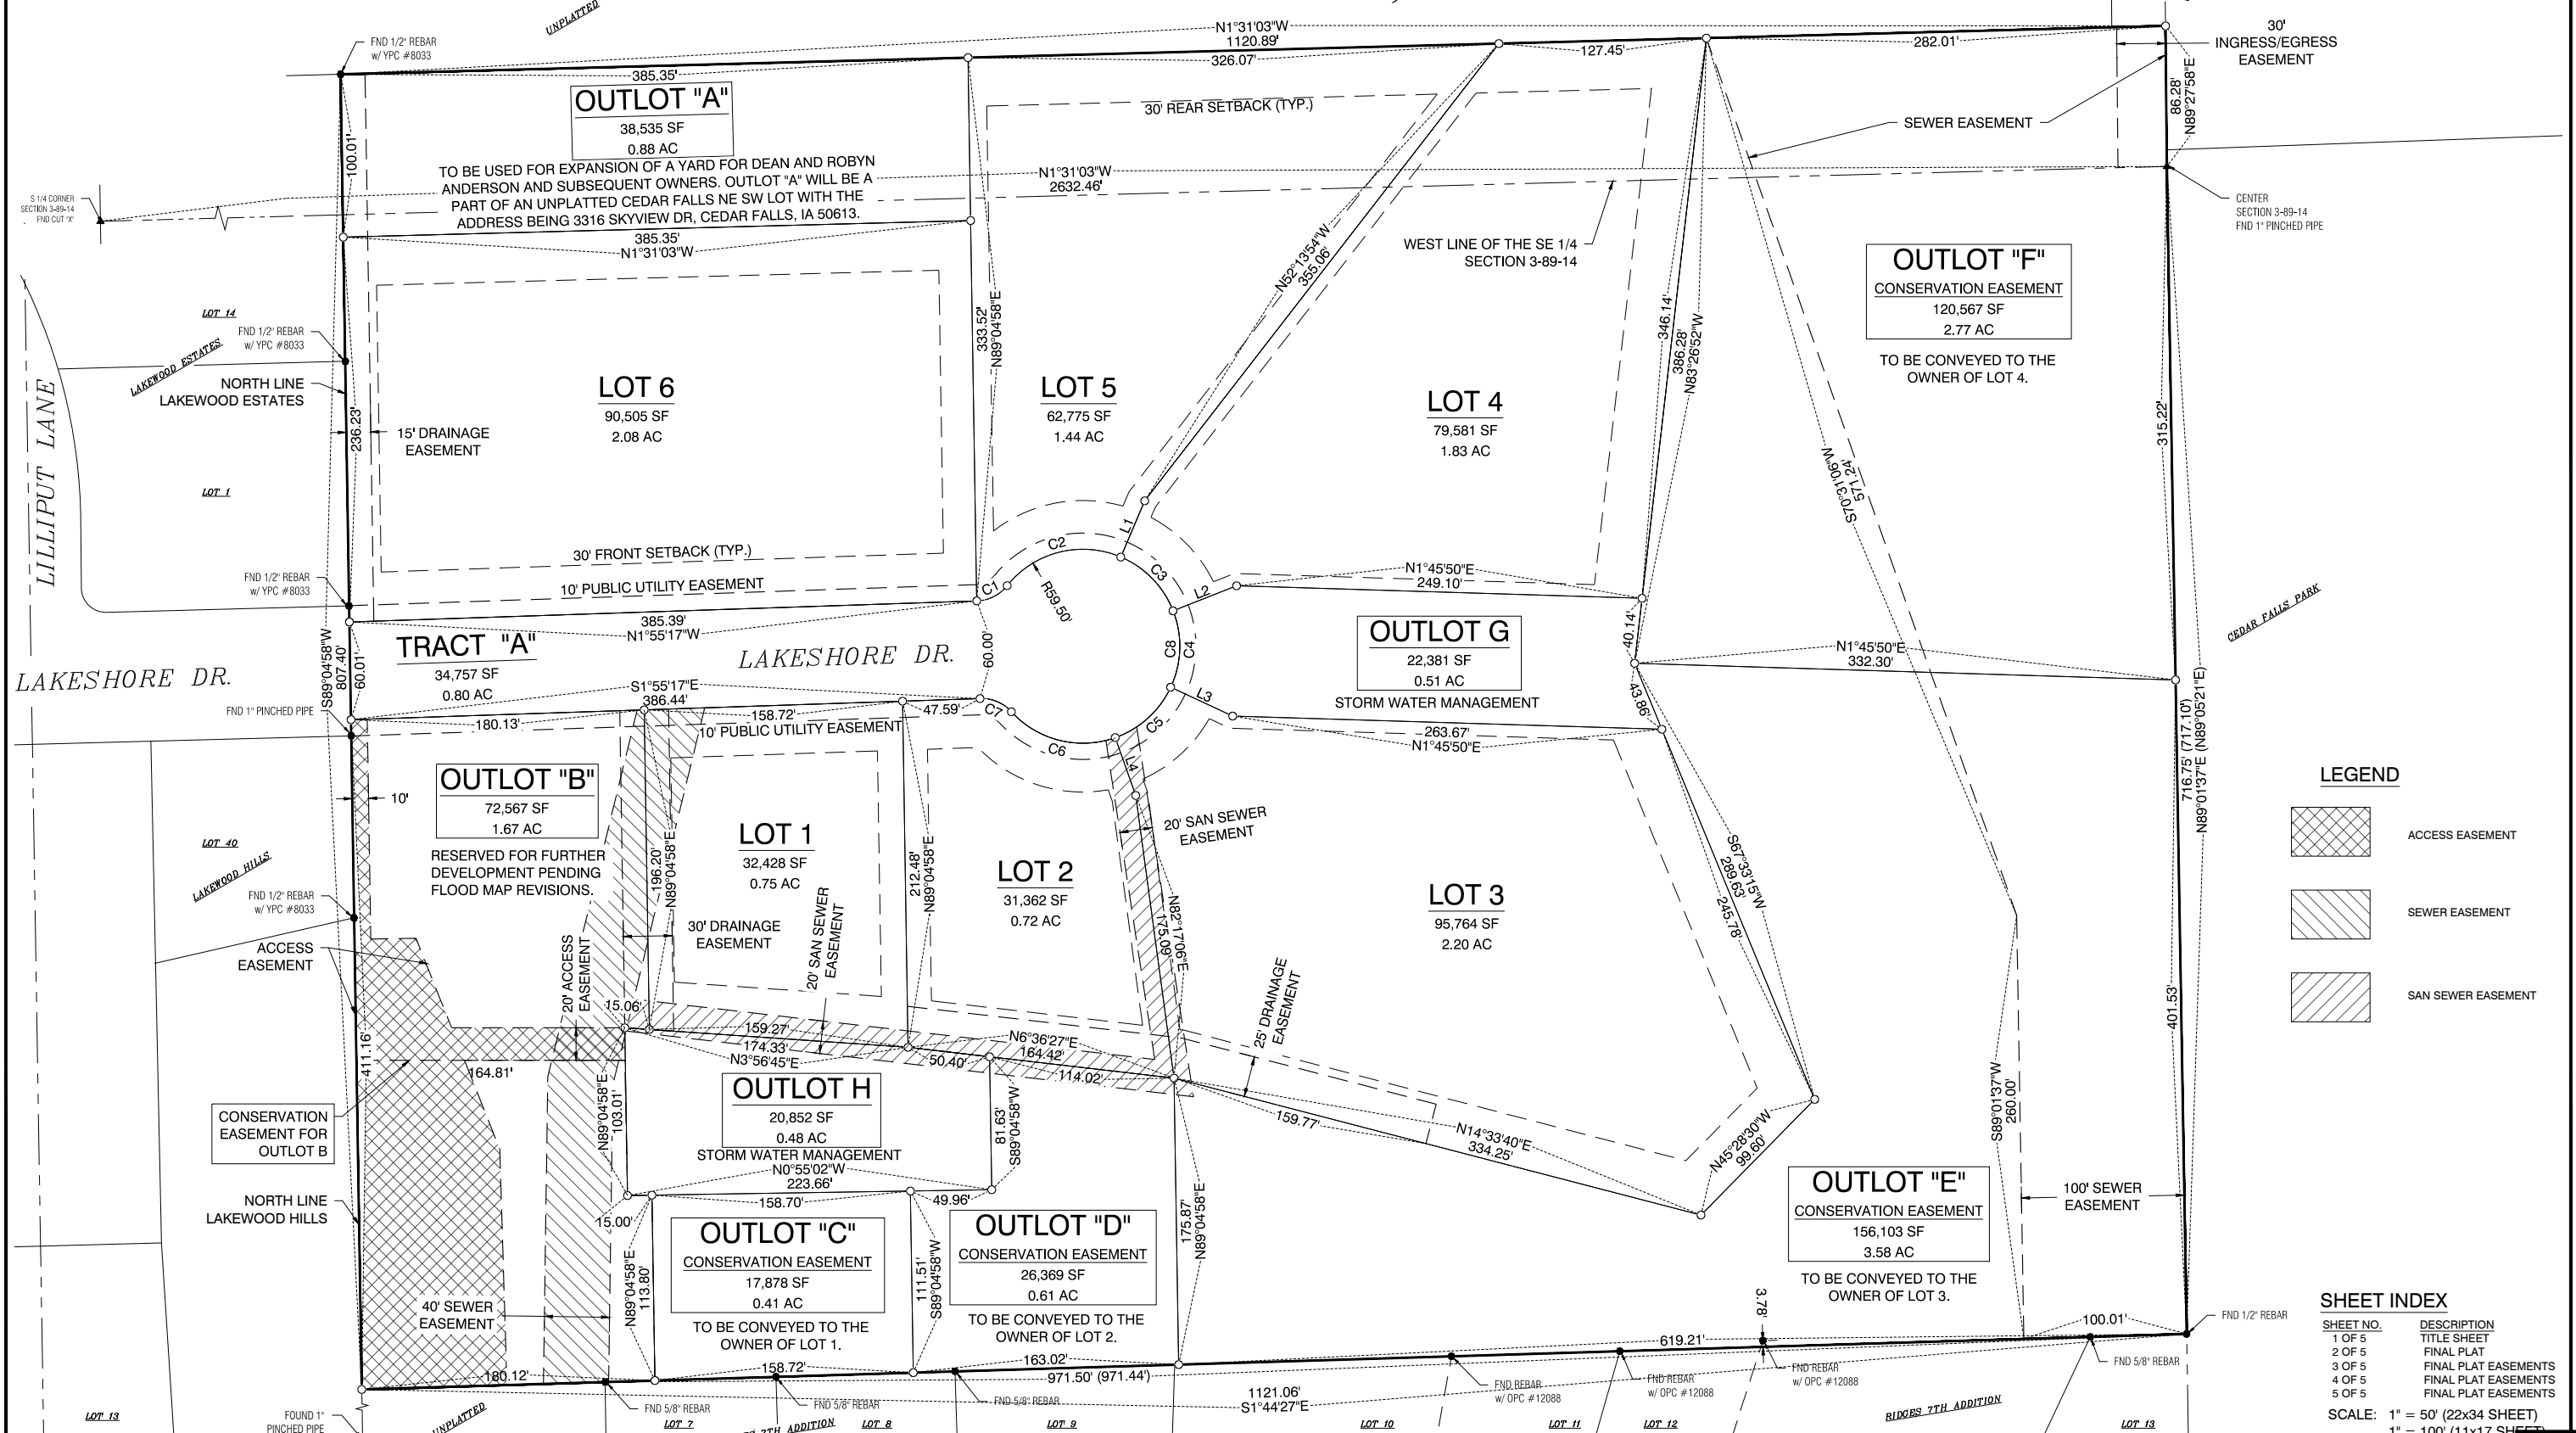 UNPLATTED
FND 1/2" REBAR
w/ YPC #8033
N1°31'03"W
1120.89'
385.35'
326.07'
127.45'
282.01'
30'
INGRESS/EGRESS
EASEMENT
86.28'
N89°27'58"E
OUTLOT "A"
38,535 SF
0.88 AC
100.01'
TO BE USED FOR EXPANSION OF A YARD FOR DEAN AND ROBYN
ANDERSON AND SUBSEQUENT OWNERS. OUTLOT "A" WILL BE A
PART OF AN UNPLATTED CEDAR FALLS NE SW LOT WITH THE
ADDRESS BEING 3316 SKYVIEW DR, CEDAR FALLS, IA 50613.
30' REAR SETBACK (TYP.)
SEWER EASEMENT
N1°31'03"W
2632.46'
S 1/4 CORNER
SECTION 3-89-14
FND CUT 'X'
CENTER
SECTION 3-89-14
FND 1" PINCHED PIPE
385.35'
N1°31'03"W
WEST LINE OF THE SE 1/4
SECTION 3-89-14
N52°13'54"W
355.06'
OUTLOT "F"
CONSERVATION EASEMENT
120,567 SF
2.77 AC
TO BE CONVEYED TO THE
OWNER OF LOT 4.
LOT 14
FND 1/2" REBAR
w/ YPC #8033
LAKEWOOD ESTATES
NORTH LINE
LAKEWOOD ESTATES
LILLIPUT LANE
LOT 1
236.23'
15' DRAINAGE
EASEMENT
LOT 6
90,505 SF
2.08 AC
333.52'
N89°04'58"E
LOT 5
62,775 SF
1.44 AC
LOT 4
79,581 SF
1.83 AC
346.14'
386.28'
N83°26'52"W
S70°31'06"W
571.24'
315.22'
30' FRONT SETBACK (TYP.)
10' PUBLIC UTILITY EASEMENT
FND 1/2" REBAR
w/ YPC #8033
C1
C2
L1
C3
L2
R59.50'
N1°45'50"E
249.10'
385.39'
N1°55'17"W
TRACT "A"
34,757 SF
0.80 AC
LAKESHORE DR.
LAKESHORE DR.
60.00'
C8
C4
OUTLOT G
22,381 SF
0.51 AC
STORM WATER MANAGEMENT
40.14'
N1°45'50"E
332.30'
CEDAR FALLS PARK
S89°04'58"W
807.40'
60.01'
S1°55'17"E
386.44'
FND 1" PINCHED PIPE
180.13'
158.72'
47.59'
10' PUBLIC UTILITY EASEMENT
C7
C6
C5
L3
L4
43.86'
263.67'
N1°45'50"E
716.75' (717.10')
N89°01'37"E (N89°05'21"E)
LEGEND
ACCESS EASEMENT
SEWER EASEMENT
SAN SEWER EASEMENT
OUTLOT "B"
72,567 SF
1.67 AC
RESERVED FOR FURTHER
DEVELOPMENT PENDING
FLOOD MAP REVISIONS.
10'
LOT 40
LAKEWOOD HILLS
FND 1/2" REBAR
w/ YPC #8033
ACCESS
EASEMENT
LOT 1
32,428 SF
0.75 AC
196.20'
N89°04'58"E
30' DRAINAGE
EASEMENT
20' SAN SEWER
EASEMENT
212.48'
N89°04'58"E
LOT 2
31,362 SF
0.72 AC
20' SAN SEWER
EASEMENT
N82°17'06"E
175.09'
LOT 3
95,764 SF
2.20 AC
S67°33'15"W
289.63'
245.78'
20' ACCESS
EASEMENT
15.06'
159.27'
174.33'
N3°56'45"E
50.40'
N6°36'27"E
164.42'
114.02'
25' DRAINAGE
EASEMENT
401.53'
411.16'
164.81'
N89°04'58"E
103.01'
OUTLOT H
20,852 SF
0.48 AC
STORM WATER MANAGEMENT
N0°55'02"W
223.66'
81.63'
S89°04'58"W
CONSERVATION
EASEMENT FOR
OUTLOT B
159.77'
N14°33'40"E
334.25'
N45°28'30"W
99.60'
S89°01'37"W
260.00'
NORTH LINE
LAKEWOOD HILLS
15.00'
158.70'
49.96'
N89°04'58"E
113.80'
OUTLOT "C"
CONSERVATION EASEMENT
17,878 SF
0.41 AC
TO BE CONVEYED TO THE
OWNER OF LOT 1.
111.51'
S89°04'58"W
OUTLOT "D"
CONSERVATION EASEMENT
26,369 SF
0.61 AC
TO BE CONVEYED TO THE
OWNER OF LOT 2.
175.87'
N89°04'58"E
OUTLOT "E"
CONSERVATION EASEMENT
156,103 SF
3.58 AC
TO BE CONVEYED TO THE
OWNER OF LOT 3.
100' SEWER
EASEMENT
40' SEWER
EASEMENT
3.78'
619.21'
100.01'
FND 1/2" REBAR
FND 5/8" REBAR
180.12'
158.72'
163.02'
971.50' (971.44')
1121.06'
S1°44'27"E
FND 5/8" REBAR
FND 5/8" REBAR
FND 5/8" REBAR
FND REBAR
w/ OPC #12088
FND REBAR
w/ OPC #12088
FND REBAR
w/ OPC #12088
LOT 13
FOUND 1"
PINCHED PIPE
UNPLATTED
LOT 7
7TH ADDITION
LOT 8
LOT 9
LOT 10
LOT 11
LOT 12
RIDGES 7TH ADDITION
LOT 13
SHEET INDEX
SHEET NO. DESCRIPTION
1 OF 5 TITLE SHEET
2 OF 5 FINAL PLAT
3 OF 5 FINAL PLAT EASEMENTS
4 OF 5 FINAL PLAT EASEMENTS
5 OF 5 FINAL PLAT EASEMENTS
SCALE: 1" = 50' (22x34 SHEET)
1" = 100' (11x17 SHEET)